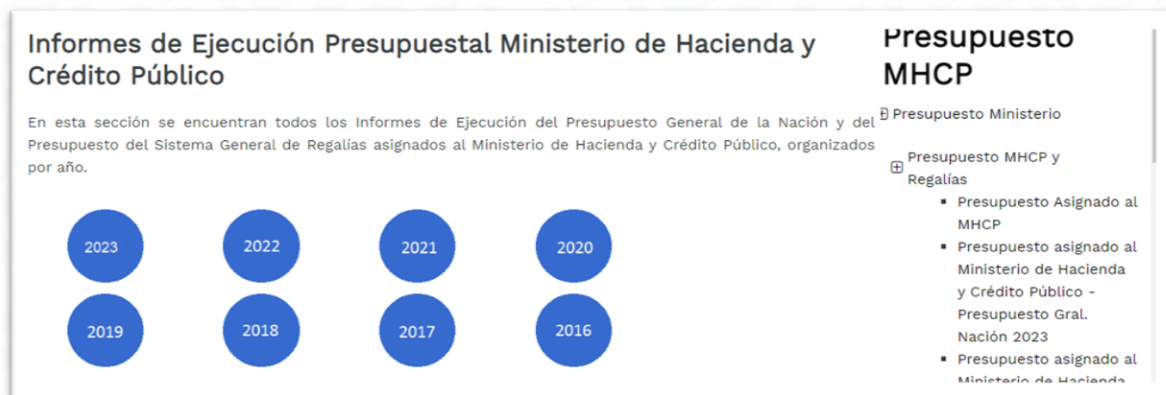 Informes de Ejecución Presupuestal Ministerio de Hacienda y
Crédito Público
En esta sección se encuentran todos los Informes de Ejecución del Presupuesto General de la Nación y del
Presupuesto del Sistema General de Regalías asignados al Ministerio de Hacienda y Crédito Público, organizados
por año.
2023 2022 2021 2020
2019 2018 2017 2016
Presupuesto
MHCP
Presupuesto Ministerio
Presupuesto MHCP y
Regalías
Presupuesto Asignado al
MHCP
Presupuesto asignado al
Ministerio de Hacienda
y Crédito Público -
Presupuesto Gral.
Nación 2023
Presupuesto asignado al
Ministerio de Hacienda